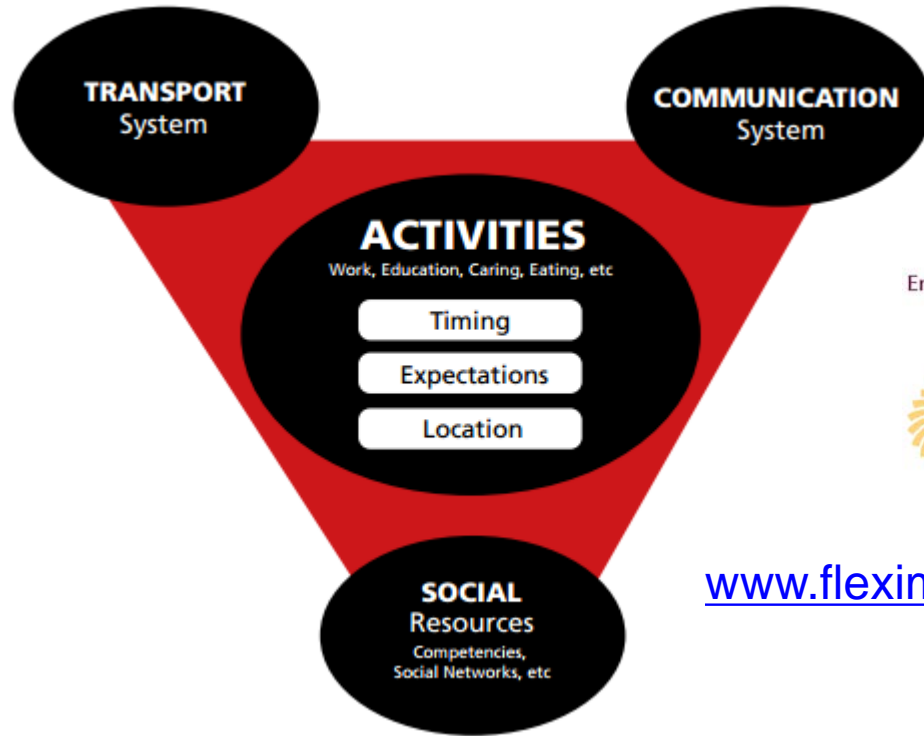 TRANSPORT
System
COMMUNICATION
System
ACTIVITIES
Work, Education, Caring, Eating, etc
Timing
Expectations
Location
SOCIAL
Resources
Competencies,
Social Networks, etc